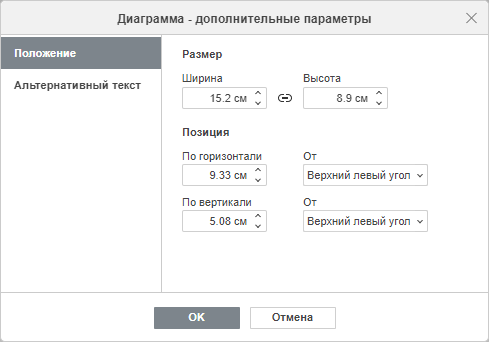 Диаграмма - дополнительные параметры
Положение
Альтернативный текст
Размер
Ширина Высота
15.2 см 8.9 см
Позиция
По горизонтали От
9.33 см Верхний левый угол
По вертикали От
5.08 см Верхний левый угол
OK Отмена